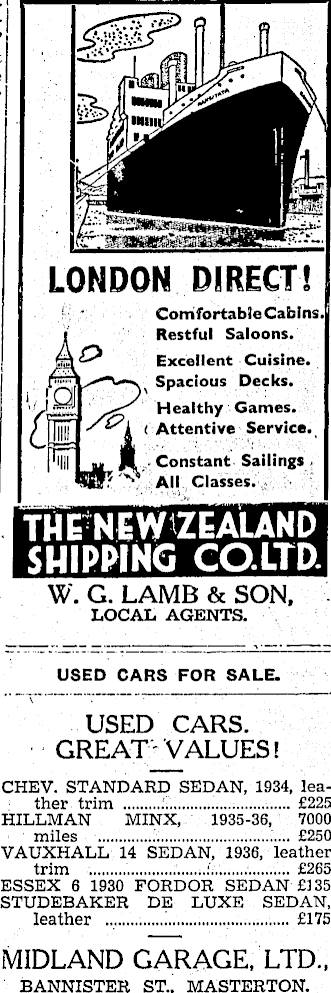 RANGITATA
LONDON DIRECT!
Comfortable Cabins.
Restful Saloons.
Excellent Cuisine.
Spacious Decks.
Healthy Games.
Attentive Service.
Constant Sailings
All Classes.
THE NEW ZEALAND
SHIPPING CO. LTD.
W. G. LAMB & SON,
LOCAL AGENTS.
USED CARS FOR SALE.
USED CARS.
GREAT VALUES!
CHEV. STANDARD SEDAN, 1934, lea-
ther trim .................................... £225
HILLMAN MINX, 1935-36, 7000
miles .......................................... £250
VAUXHALL 14 SEDAN, 1936, leather
trim ............................................ £265
ESSEX 6 1930 FORDOR SEDAN £135
STUDEBAKER DE LUXE SEDAN,
leather ........................................ £175
MIDLAND GARAGE, LTD.,
BANNISTER ST., MASTERTON.